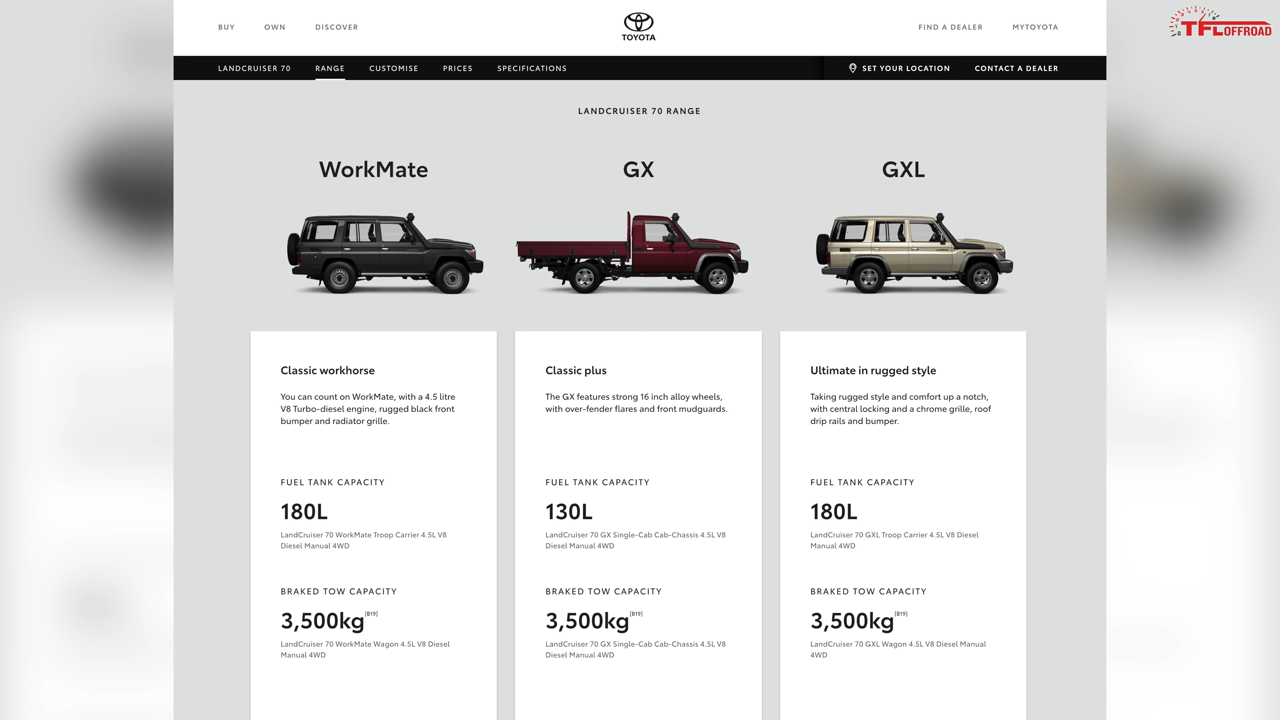 BUY OWN DISCOVER TOYOTA FIND A DEALER MYTOYOTA
TFLOFFROAD
LANDCRUISER 70 RANGE CUSTOMISE PRICES SPECIFICATIONS SET YOUR LOCATION CONTACT A DEALER
LANDCRUISER 70 RANGE
WorkMate
GX
GXL
Classic workhorse
You can count on WorkMate, with a 4.5 litre
V8 Turbo-diesel engine, rugged black front
bumper and radiator grille.
FUEL TANK CAPACITY
180L
LandCruiser 70 WorkMate Troop Carrier 4.5L V8
Diesel Manual 4WD
BRAKED TOW CAPACITY
3,500kg[B19]
LandCruiser 70 WorkMate Wagon 4.5L V8 Diesel
Manual 4WD
Classic plus
The GX features strong 16 inch alloy wheels,
with over-fender flares and front mudguards.
FUEL TANK CAPACITY
130L
LandCruiser 70 GX Single-Cab Cab-Chassis 4.5L V8
Diesel Manual 4WD
BRAKED TOW CAPACITY
3,500kg[B19]
LandCruiser 70 GX Single-Cab Cab-Chassis 4.5L V8
Diesel Manual 4WD
Ultimate in rugged style
Taking rugged style and comfort up a notch,
with central locking and a chrome grille, roof
drip rails and bumper.
FUEL TANK CAPACITY
180L
LandCruiser 70 GXL Troop Carrier 4.5L V8 Diesel
Manual 4WD
BRAKED TOW CAPACITY
3,500kg[B19]
LandCruiser 70 GXL Wagon 4.5L V8 Diesel Manual
4WD